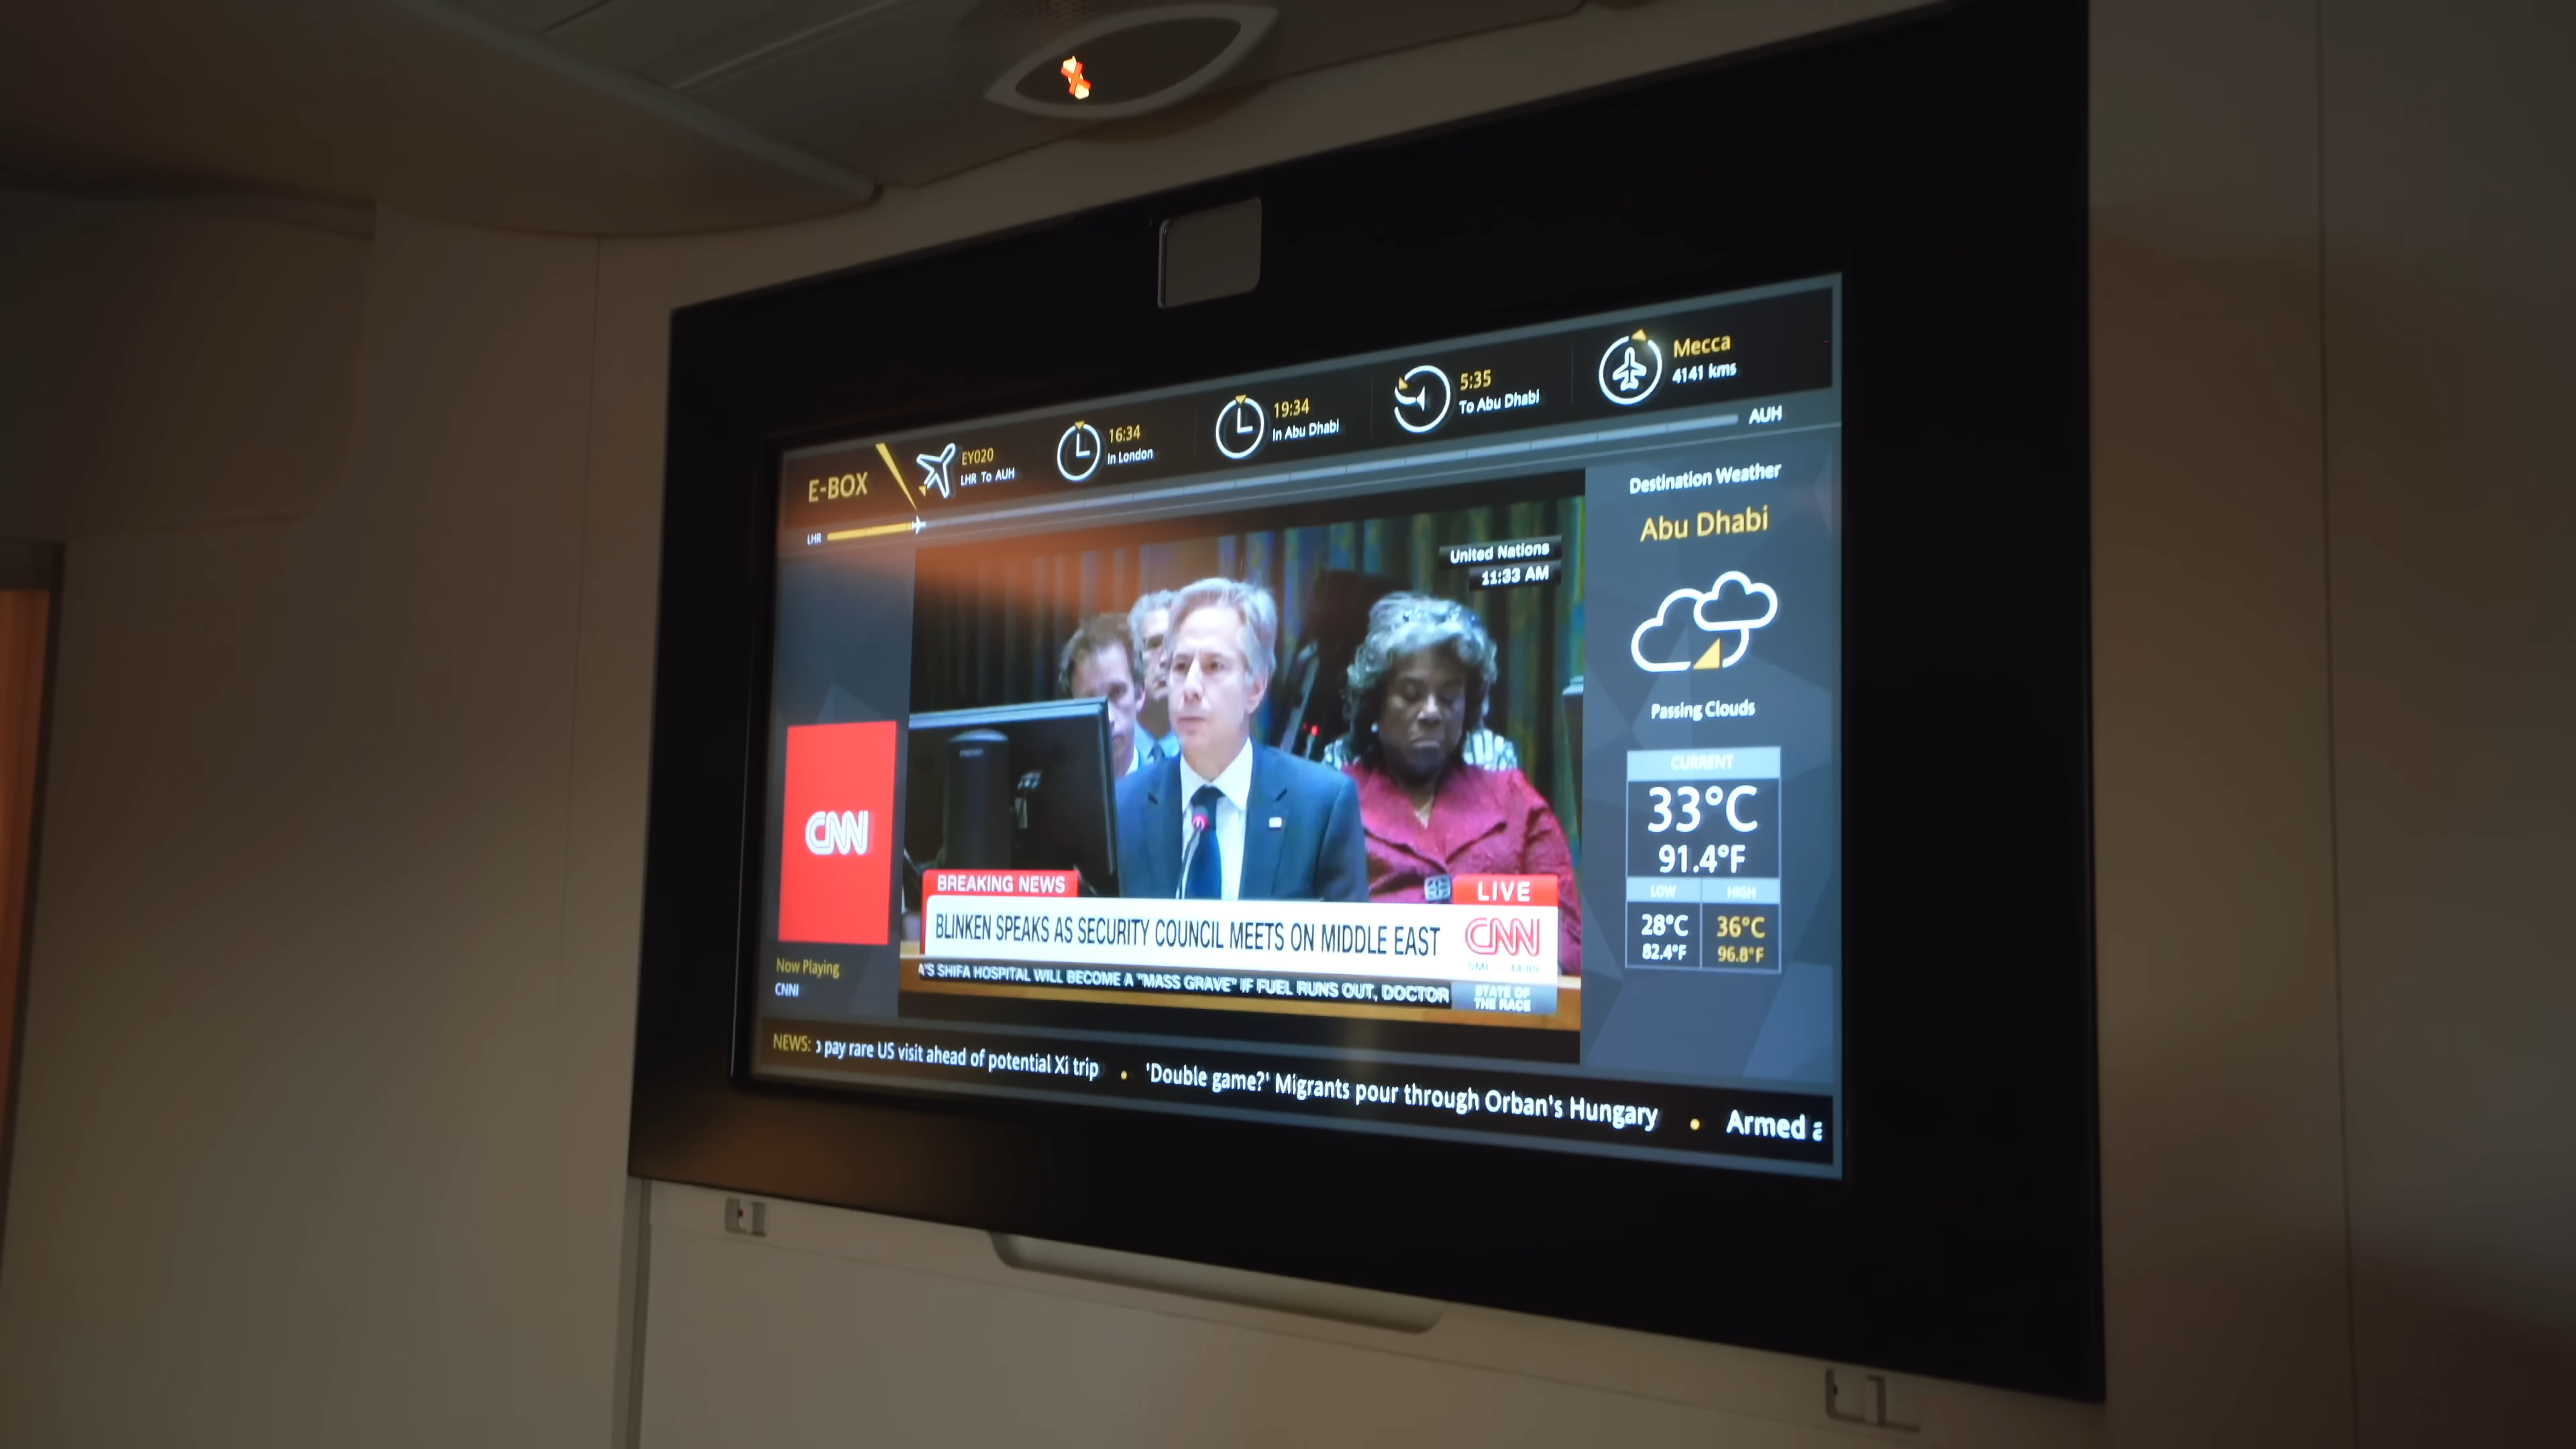 E-BOX
EY020
LHR To AUH
16:34
In London
19:34
In Abu Dhabi
5:35
To Abu Dhabi
Mecca
4141 kms
LHR
AUH
United Nations
11:33 AM
CNN
Now Playing
CNNI
BREAKING NEWS
LIVE
BLINKEN SPEAKS AS SECURITY COUNCIL MEETS ON MIDDLE EAST
CNN
A'S SHIFA HOSPITAL WILL BECOME A "MASS GRAVE" IF FUEL RUNS OUT, DOCTOR
STATE OF
THE RACE
Destination Weather
Abu Dhabi
Passing Clouds
CURRENT
33°C
91.4°F
LOW HIGH
28°C 36°C
82.4°F 96.8°F
NEWS: pay rare US visit ahead of potential Xi trip • 'Double game?' Migrants pour through Orban's Hungary • Armed